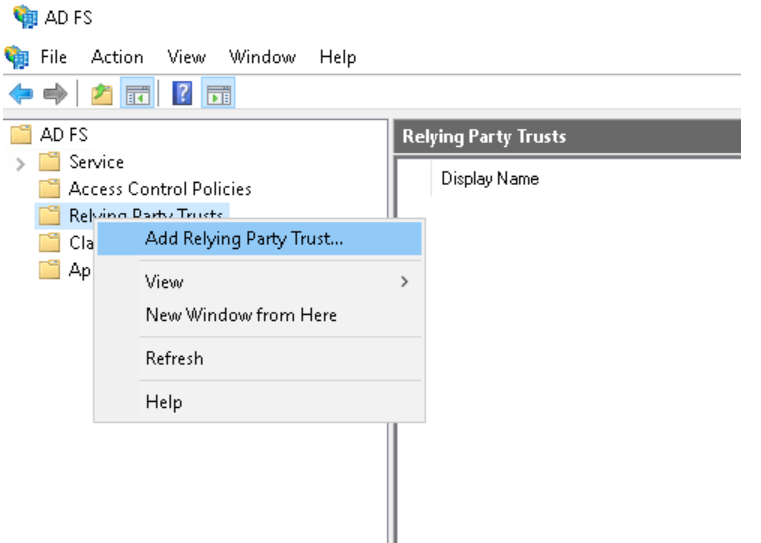 AD FS
File Action View Window Help
AD FS
Relying Party Trusts
Service
Display Name
Access Control Policies
Relying Party Trusts
Cla
Add Relying Party Trust...
Ap
View
New Window from Here
Refresh
Help